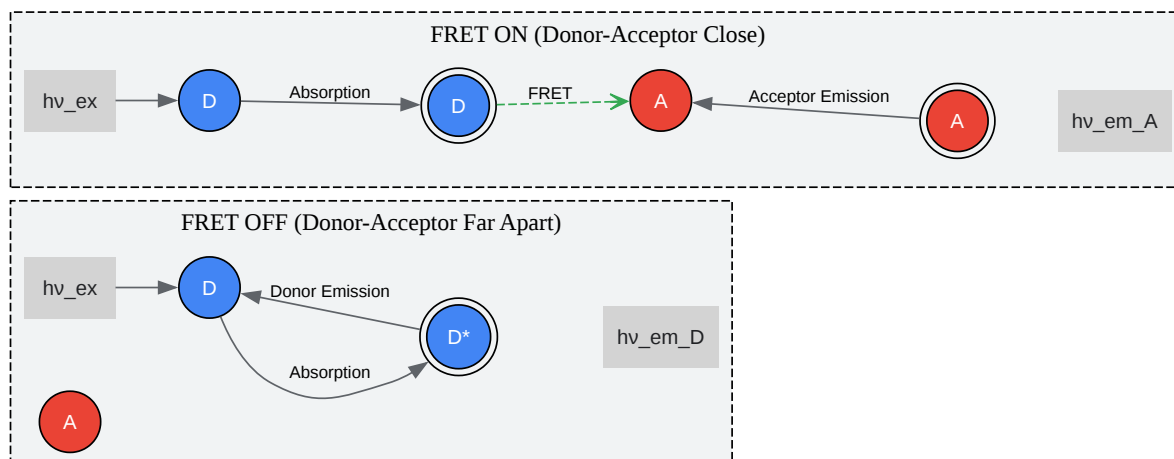 FRET ON (Donor-Acceptor Close)
hν_ex
D
Absorption
D
FRET
A
Acceptor Emission
A
hν_em_A
FRET OFF (Donor-Acceptor Far Apart)
hν_ex
D
Donor Emission
D*
hν_em_D
Absorption
A